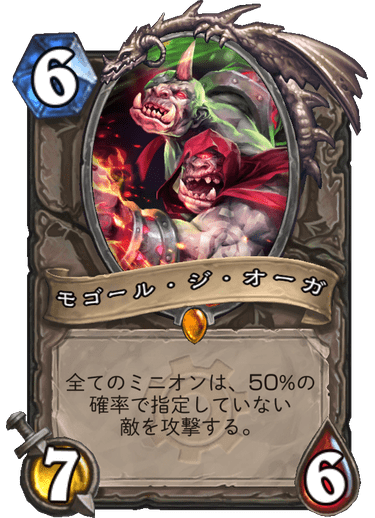 6
モゴール・ジ・オーガ
全てのミニオンは、50%の
確率で指定していない
敵を攻撃する。
7
6